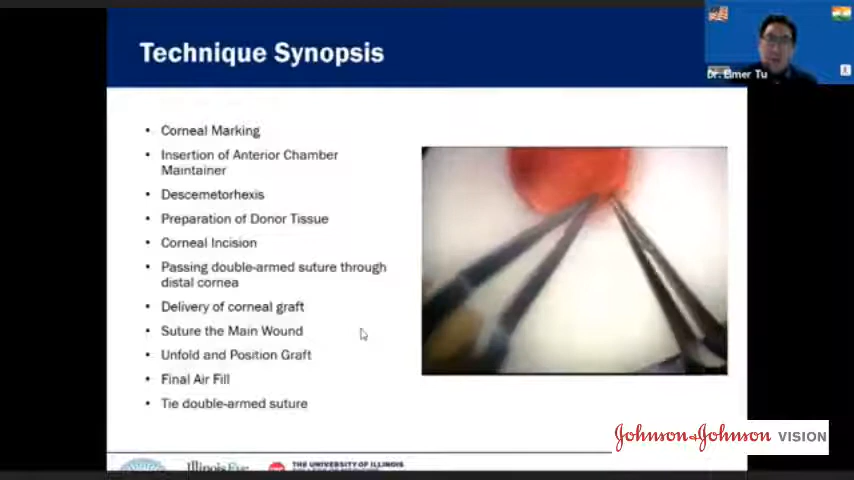 Technique Synopsis
Dr. Elmer Tu
• Corneal Marking
• Insertion of Anterior Chamber
Maintainer
• Descemetorhexis
• Preparation of Donor Tissue
• Corneal Incision
• Passing double-armed suture through
distal cornea
• Delivery of corneal graft
• Suture the Main Wound
• Unfold and Position Graft
• Final Air Fill
• Tie double-armed suture
Johnson & Johnson VISION
Illinois Eye
THE UNIVERSITY OF ILLINOIS